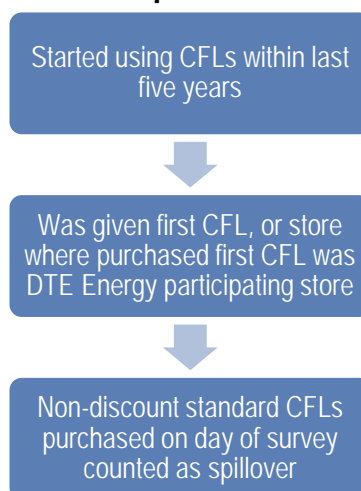 Started using CFLs within last
five years
Was given first CFL, or store
where purchased first CFL was
DTE Energy participating store
Non-discount standard CFLs
purchased on day of survey
counted as spillover